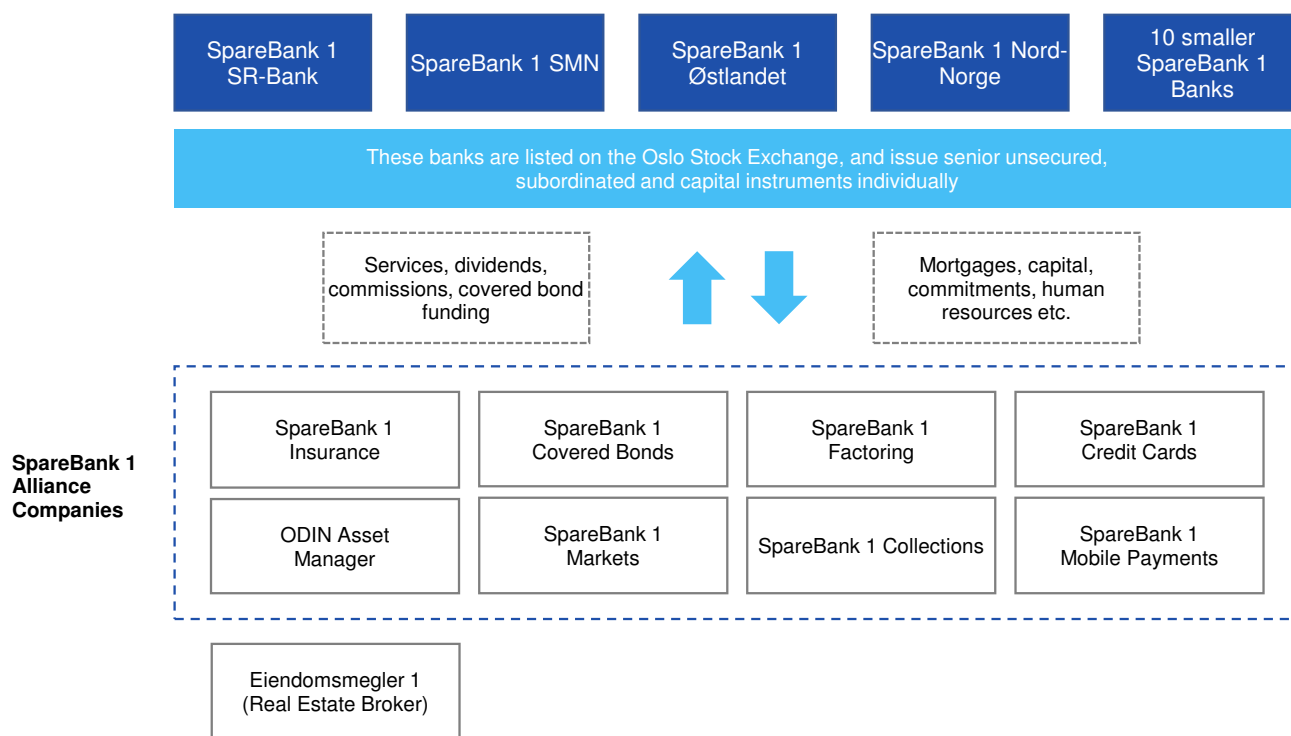 SpareBank 1
SR-Bank
SpareBank 1 SMN
SpareBank 1
Østlandet
SpareBank 1 Nord-
Norge
10 smaller
SpareBank 1
Banks
These banks are listed on the Oslo Stock Exchange, and issue senior unsecured,
subordinated and capital instruments individually
Services, dividends,
commissions, covered bond
funding
Mortgages, capital,
commitments, human
resources etc.
SpareBank 1
Alliance
Companies
SpareBank 1
Insurance
SpareBank 1
Covered Bonds
SpareBank 1
Factoring
SpareBank 1
Credit Cards
ODIN Asset
Manager
SpareBank 1
Markets
SpareBank 1 Collections
SpareBank 1
Mobile Payments
Eiendomsmegler 1
(Real Estate Broker)